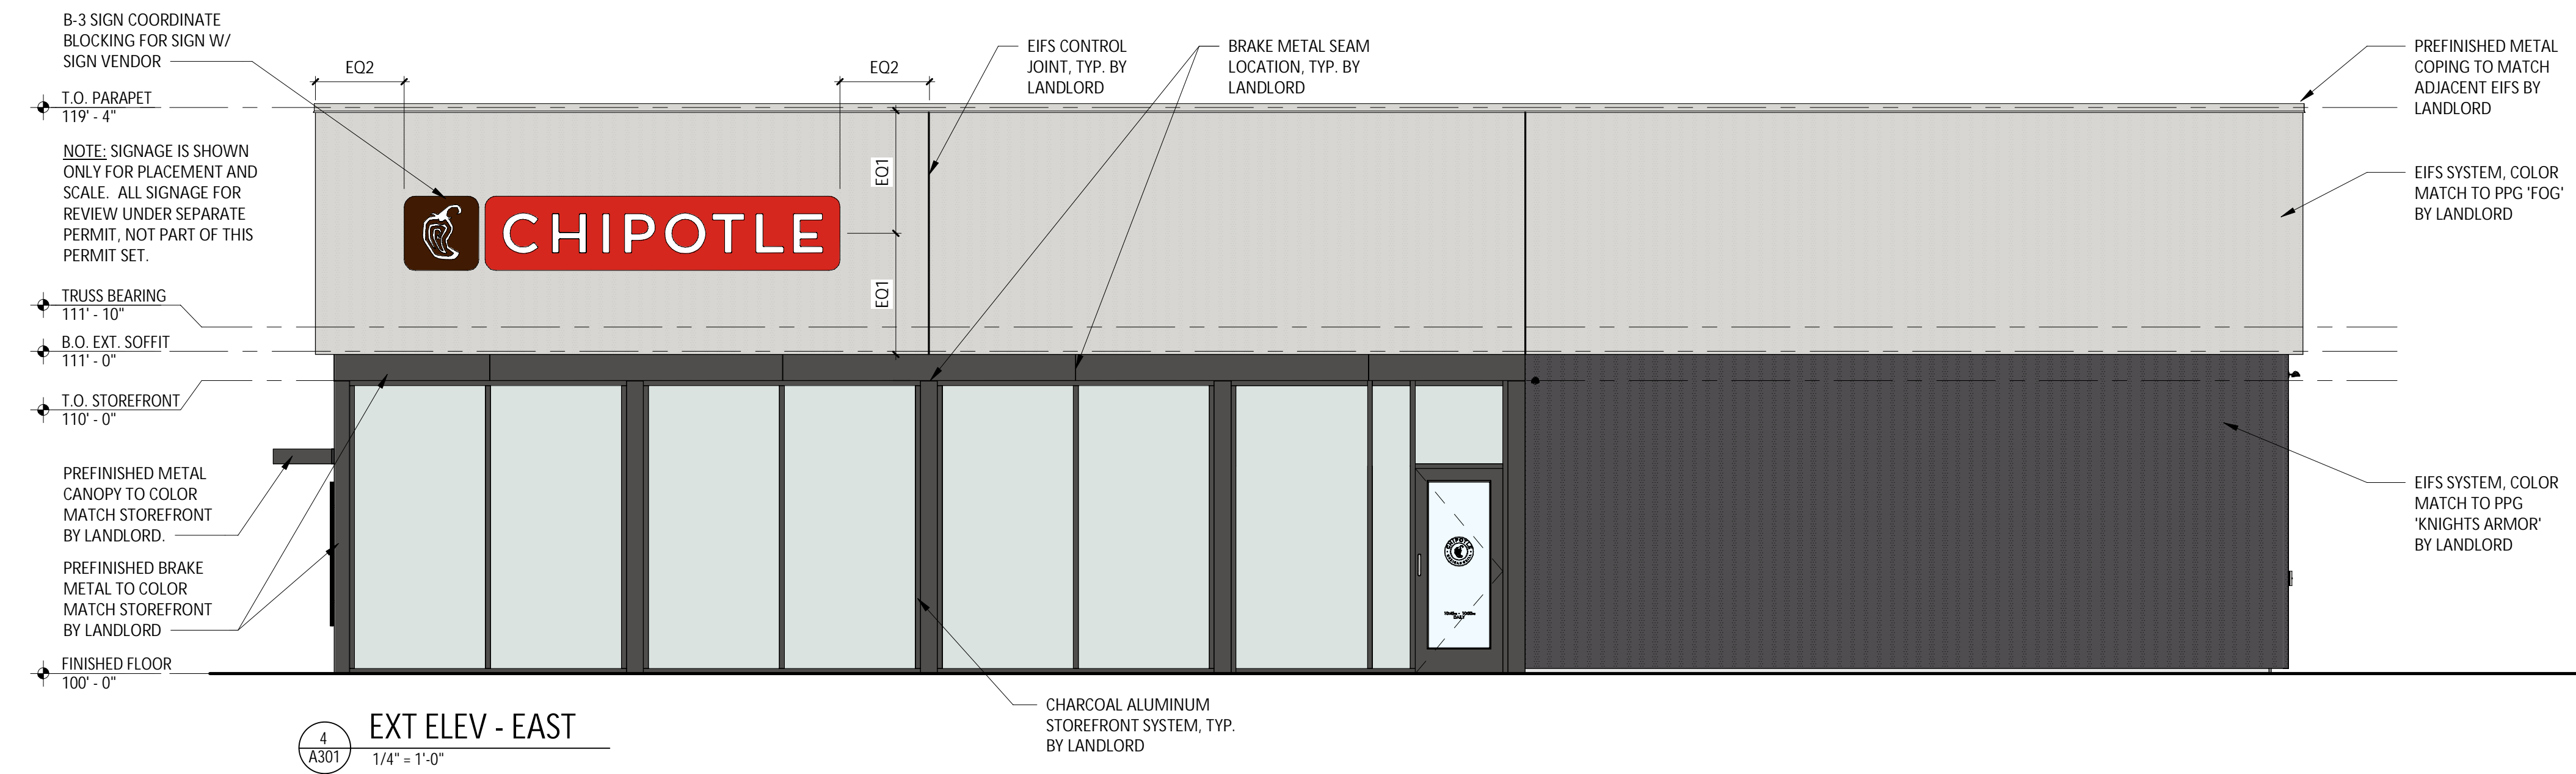 B-3 SIGN COORDINATE
BLOCKING FOR SIGN W/
SIGN VENDOR
EQ2
EQ2
EIFS CONTROL
JOINT, TYP. BY
LANDLORD
BRAKE METAL SEAM
LOCATION, TYP. BY
LANDLORD
PREFINISHED METAL
COPING TO MATCH
ADJACENT EIFS BY
LANDLORD
T.O. PARAPET
119' - 4"
NOTE: SIGNAGE IS SHOWN
ONLY FOR PLACEMENT AND
SCALE. ALL SIGNAGE FOR
REVIEW UNDER SEPARATE
PERMIT, NOT PART OF THIS
PERMIT SET.
EQ1
CHIPOTLE
EQ1
EIFS SYSTEM, COLOR
MATCH TO PPG 'FOG'
BY LANDLORD
TRUSS BEARING
111' - 10"
B.O. EXT. SOFFIT
111' - 0"
T.O. STOREFRONT
110' - 0"
PREFINISHED METAL
CANOPY TO COLOR
MATCH STOREFRONT
BY LANDLORD.
PREFINISHED BRAKE
METAL TO COLOR
MATCH STOREFRONT
BY LANDLORD
CHIPOTLE
DAILY
EIFS SYSTEM, COLOR
MATCH TO PPG
'KNIGHTS ARMOR'
BY LANDLORD
FINISHED FLOOR
100' - 0"
CHARCOAL ALUMINUM
STOREFRONT SYSTEM, TYP.
BY LANDLORD
4
A301
EXT ELEV - EAST
1/4" = 1'-0"